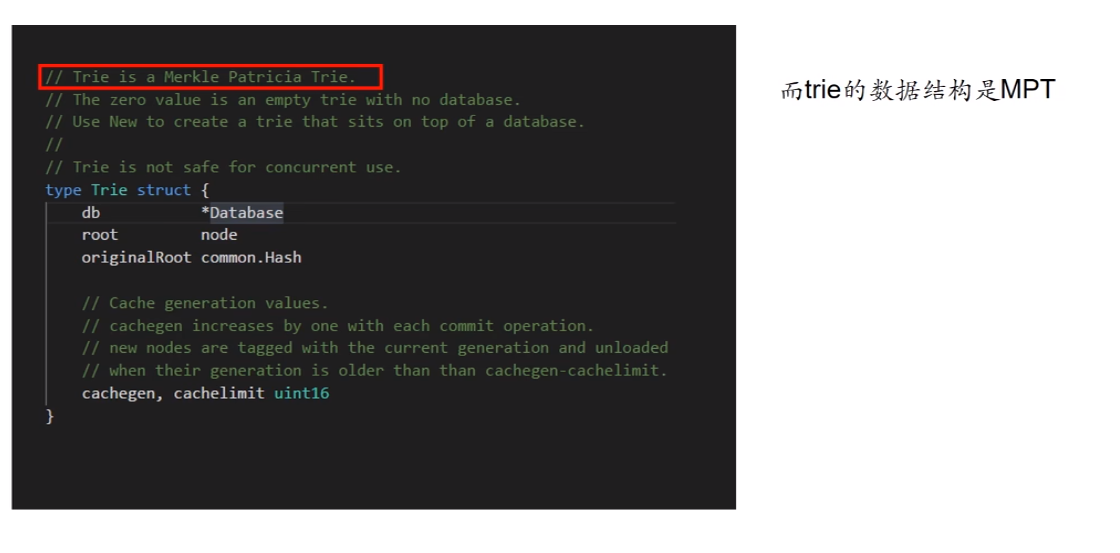 // Trie is a Merkle Patricia Trie.
// The zero value is an empty trie with no database.
// Use New to create a trie that sits on top of a database.
//
// Trie is not safe for concurrent use.
type Trie struct {
db *Database
root node
originalRoot common.Hash
// Cache generation values.
// cachegen increases by one with each commit operation.
// new nodes are tagged with the current generation and unloaded
// when their generation is older than than cachegen-cachelimit.
cachegen, cachelimit uint16
}
而trie的数据结构是MPT